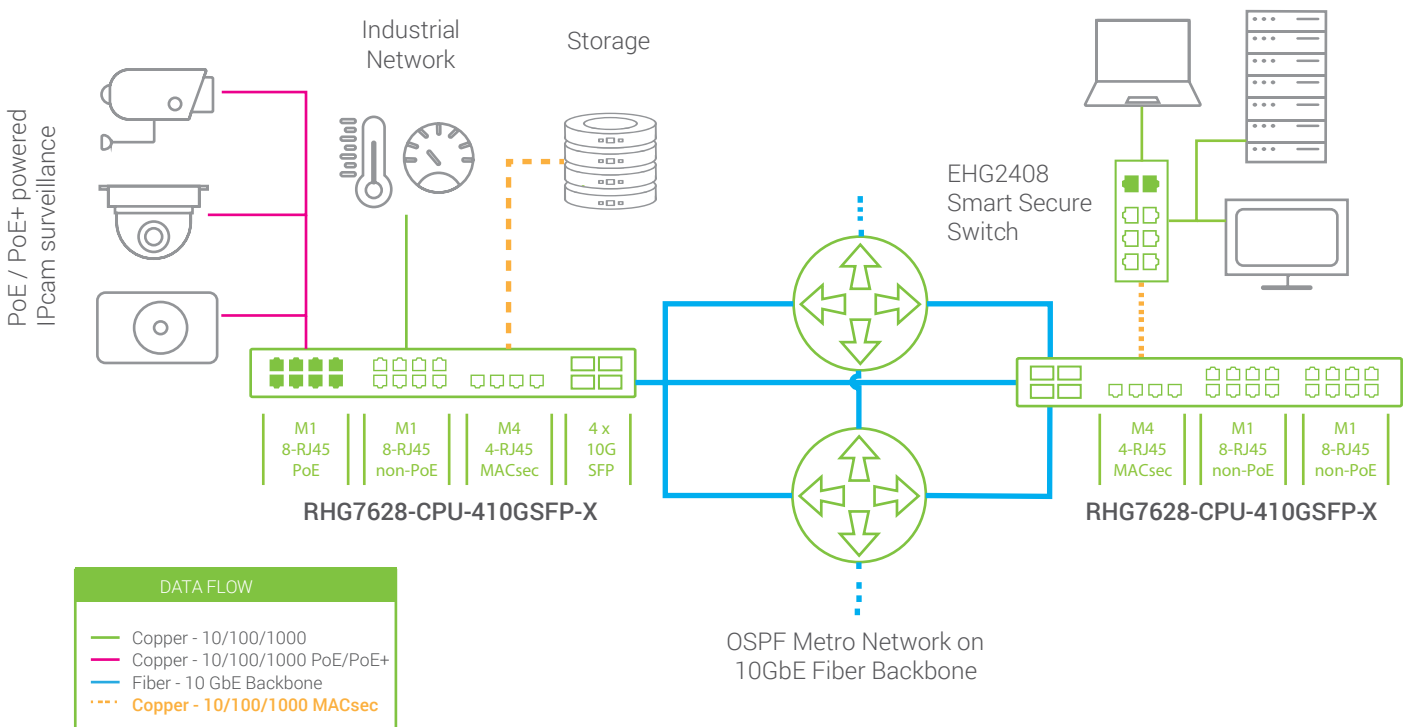 Industrial
Network
Storage
PoE / PoE+ powered
IPcam surveillance
EHG2408
Smart Secure
Switch
M1
8-RJ45
PoE
M1
8-RJ45
non-PoE
M4
4-RJ45
MACsec
4 x
10G
SFP
RHG7628-CPU-410GSFP-X
M4
4-RJ45
MACsec
M1
8-RJ45
non-PoE
M1
8-RJ45
non-PoE
RHG7628-CPU-410GSFP-X
OSPF Metro Network on
10GbE Fiber Backbone
DATA FLOW
Copper - 10/100/1000
Copper - 10/100/1000 PoE/PoE+
Fiber - 10 GbE Backbone
Copper - 10/100/1000 MACsec